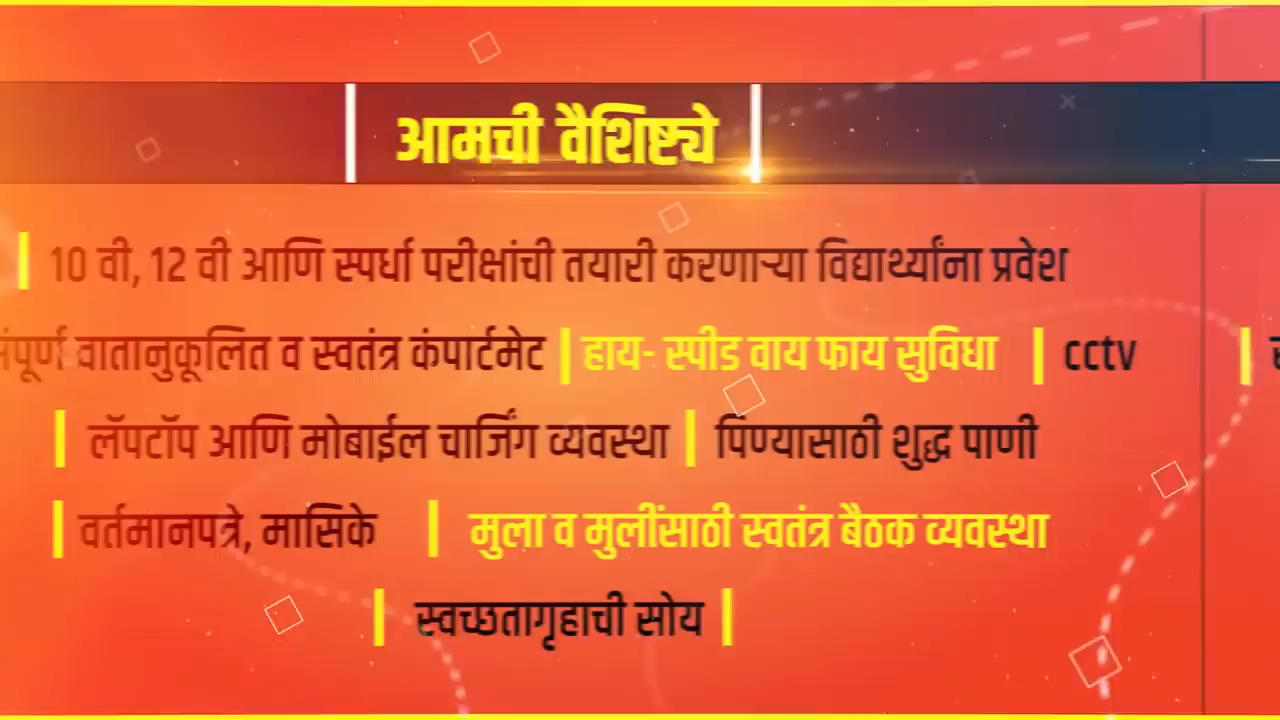 आमची वैशिष्ट्ये
10 वी, 12 वी आणि स्पर्धा परीक्षांची तयारी करणाऱ्या विद्यार्थ्यांना प्रवेश
वातानुकूलित व स्वतंत्र कंपार्टमेट | हाय- स्पीड वाय फाय सुविधा | cctv
लॅपटॉप आणि मोबाईल चार्जिंग व्यवस्था | पिंण्यासाठी शुद्ध पाणी
वर्तमानपत्रे, मासिके | मुला व मुलींसाठी स्वतंत्र बैठक व्यवस्था
स्वच्छतागृहाची सोय